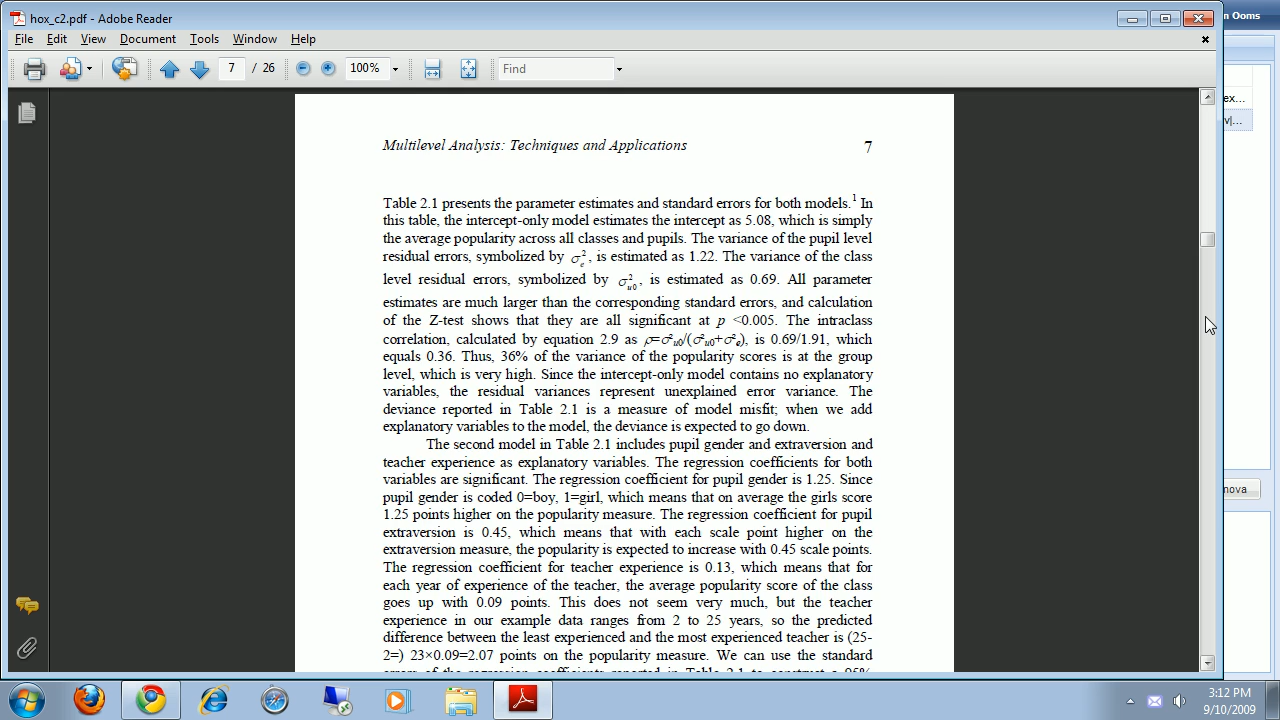 hox_c2.pdf - Adobe Reader
n Ooms
File Edit View Document Tools Window Help
7 / 26 100% Find
ex...
v|...
Multilevel Analysis: Techniques and Applications 7
Table 2.1 presents the parameter estimates and standard errors for both models.¹ In
this table, the intercept-only model estimates the intercept as 5.08, which is simply
the average popularity across all classes and pupils. The variance of the pupil level
residual errors, symbolized by σ²ₑ, is estimated as 1.22. The variance of the class
level residual errors, symbolized by σ²ᵤ₀, is estimated as 0.69. All parameter
estimates are much larger than the corresponding standard errors, and calculation
of the Z-test shows that they are all significant at p <0.005. The intraclass
correlation, calculated by equation 2.9 as ρ=σ²ᵤ₀/(σ²ᵤ₀+σ²ₑ), is 0.69/1.91, which
equals 0.36. Thus, 36% of the variance of the popularity scores is at the group
level, which is very high. Since the intercept-only model contains no explanatory
variables, the residual variances represent unexplained error variance. The
deviance reported in Table 2.1 is a measure of model misfit; when we add
explanatory variables to the model, the deviance is expected to go down.
The second model in Table 2.1 includes pupil gender and extraversion and
teacher experience as explanatory variables. The regression coefficients for both
variables are significant. The regression coefficient for pupil gender is 1.25. Since
pupil gender is coded 0=boy, 1=girl, which means that on average the girls score
1.25 points higher on the popularity measure. The regression coefficient for pupil
extraversion is 0.45, which means that with each scale point higher on the
extraversion measure, the popularity is expected to increase with 0.45 scale points.
The regression coefficient for teacher experience is 0.13, which means that for
each year of experience of the teacher, the average popularity score of the class
goes up with 0.09 points. This does not seem very much, but the teacher
experience in our example data ranges from 2 to 25 years, so the predicted
difference between the least experienced and the most experienced teacher is (25-
2=) 23×0.09=2.07 points on the popularity measure. We can use the standard
errors of the regression coefficients reported in Table 2.1 to construct a 95%
nova
3:12 PM
9/10/2009